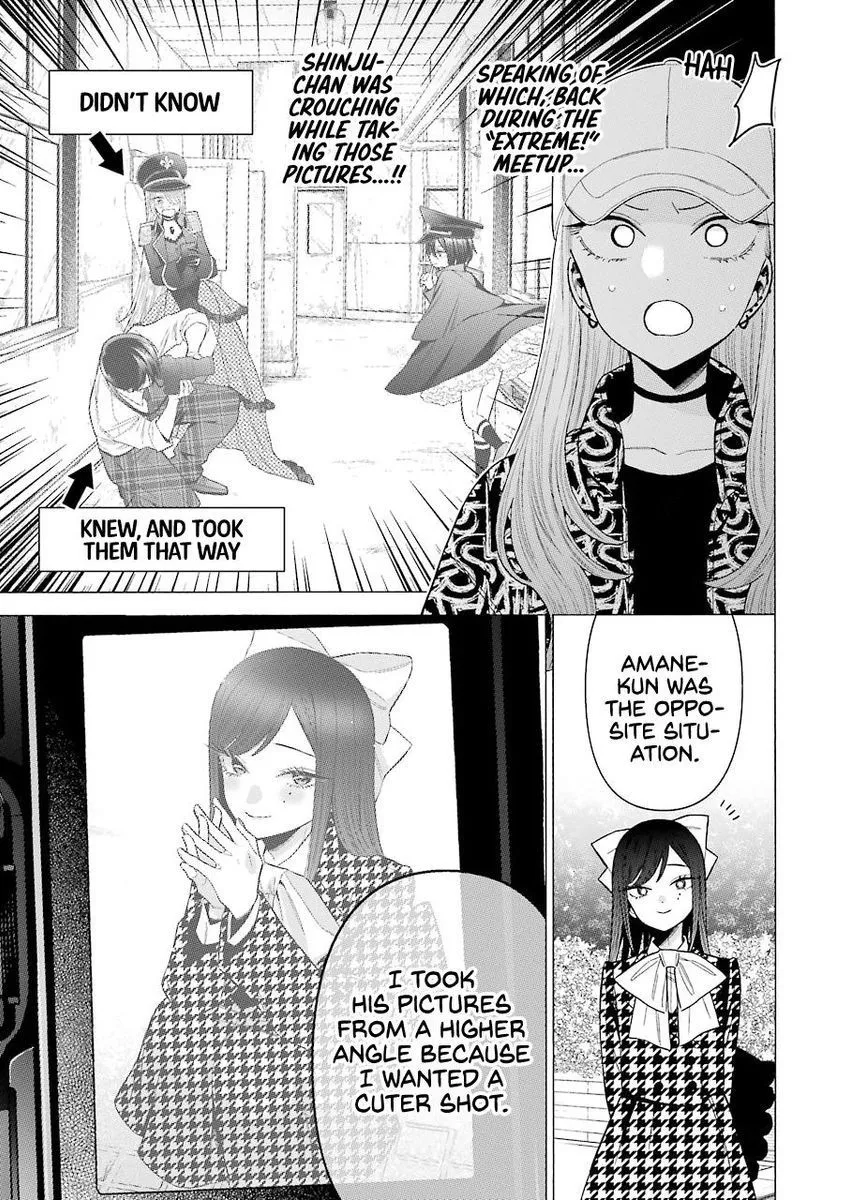 HAH
SPEAKING OF
WHICH, BACK
DURING THE
"EXTREME!"
MEETUP...
SHINJU-
CHAN WAS
CROUCHING
WHILE TAK-
ING THOSE
PICTURES...!!
DIDN'T KNOW
KNEW, AND TOOK
THEM THAT WAY
AMANE-
KUN WAS
THE OPPO-
SITE SITU-
ATION.
I TOOK
HIS PICTURES
FROM A HIGHER
ANGLE BECAUSE
I WANTED A
CUTER SHOT.